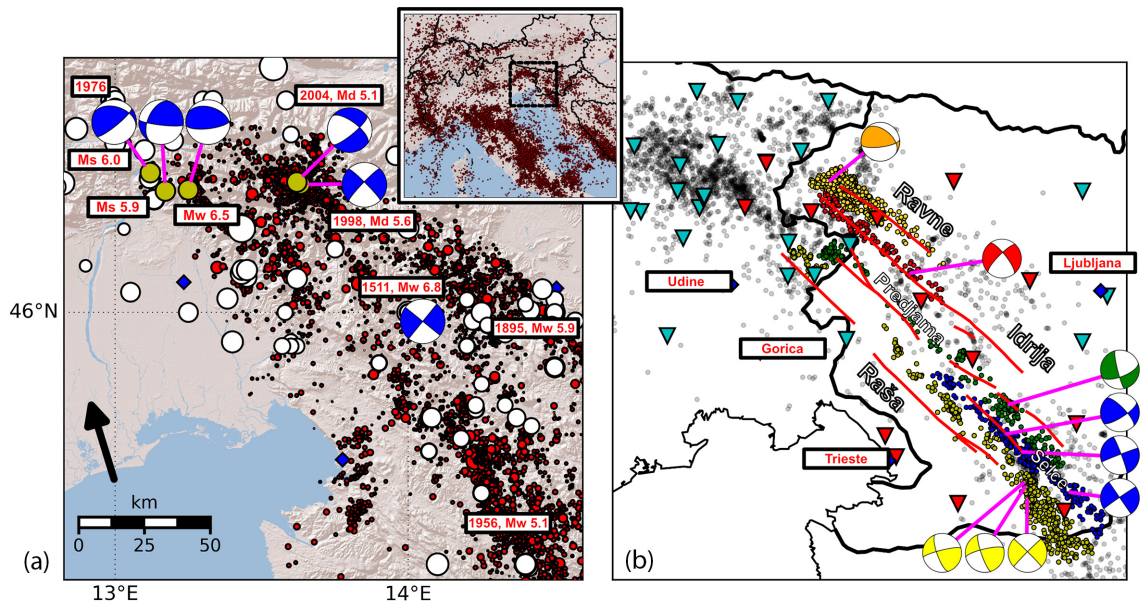 1976
2004, Md 5.1
Ms 6.0
Ms 5.9
Mw 6.5
1998, Md 5.6
1511, Mw 6.8
1895, Mw 5.9
1956, Mw 5.1
46°N
km
0 25 50
13°E
14°E
(a)
Ravne
Udine
Ljubljana
Predjama
Idrija
Gorica
Raša
Trieste
Selce
(b)